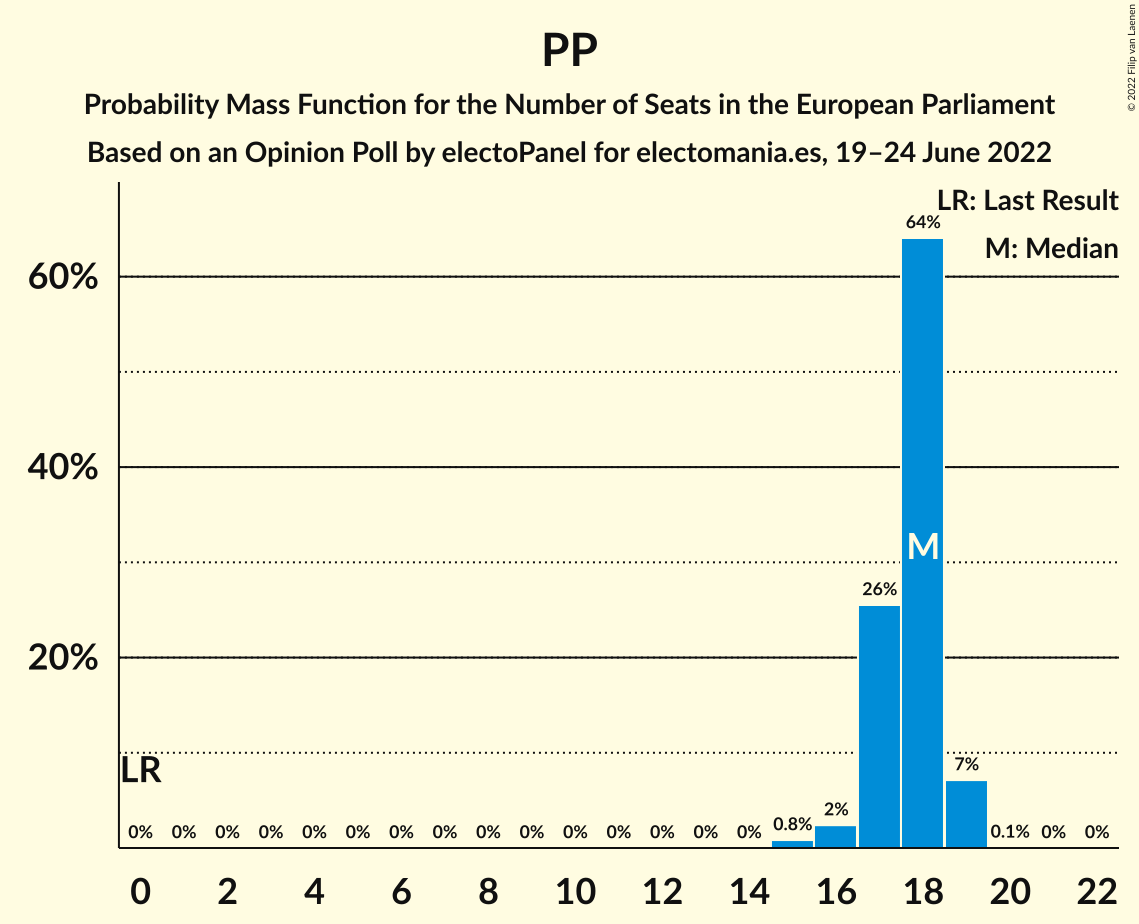 PP
Probability Mass Function for the Number of Seats in the European Parliament
Based on an Opinion Poll by electoPanel for electomania.es, 19–24 June 2022
© 2022 Filip van Laenen
LR: Last Result
M: Median
60%
40%
20%
LR
M
0% 0% 0% 0% 0% 0% 0% 0% 0% 0% 0% 0% 0% 0% 0% 0.8% 2% 26% 64% 7% 0.1% 0% 0%
0 2 4 6 8 10 12 14 16 18 20 22